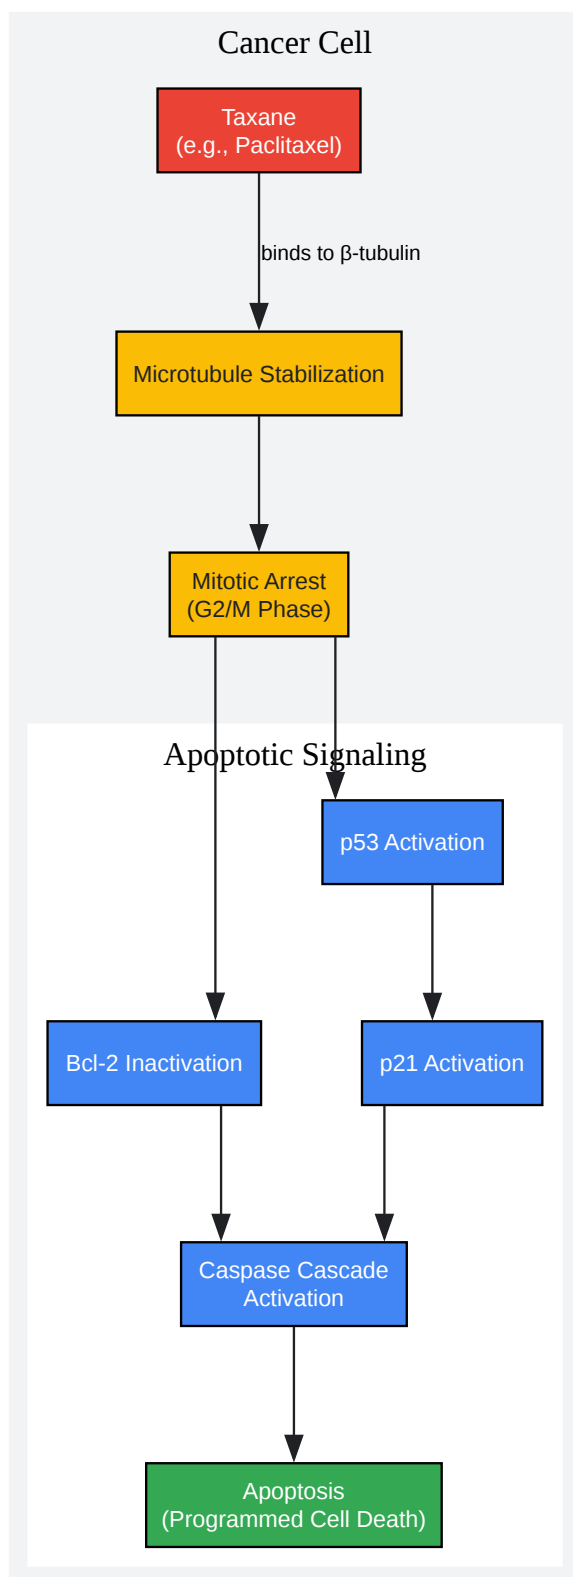 Cancer Cell
Taxane
(e.g., Paclitaxel)
binds to β-tubulin
Microtubule Stabilization
Mitotic Arrest
(G2/M Phase)
Apoptotic Signaling
p53 Activation
Bcl-2 Inactivation
p21 Activation
Caspase Cascade
Activation
Apoptosis
(Programmed Cell Death)